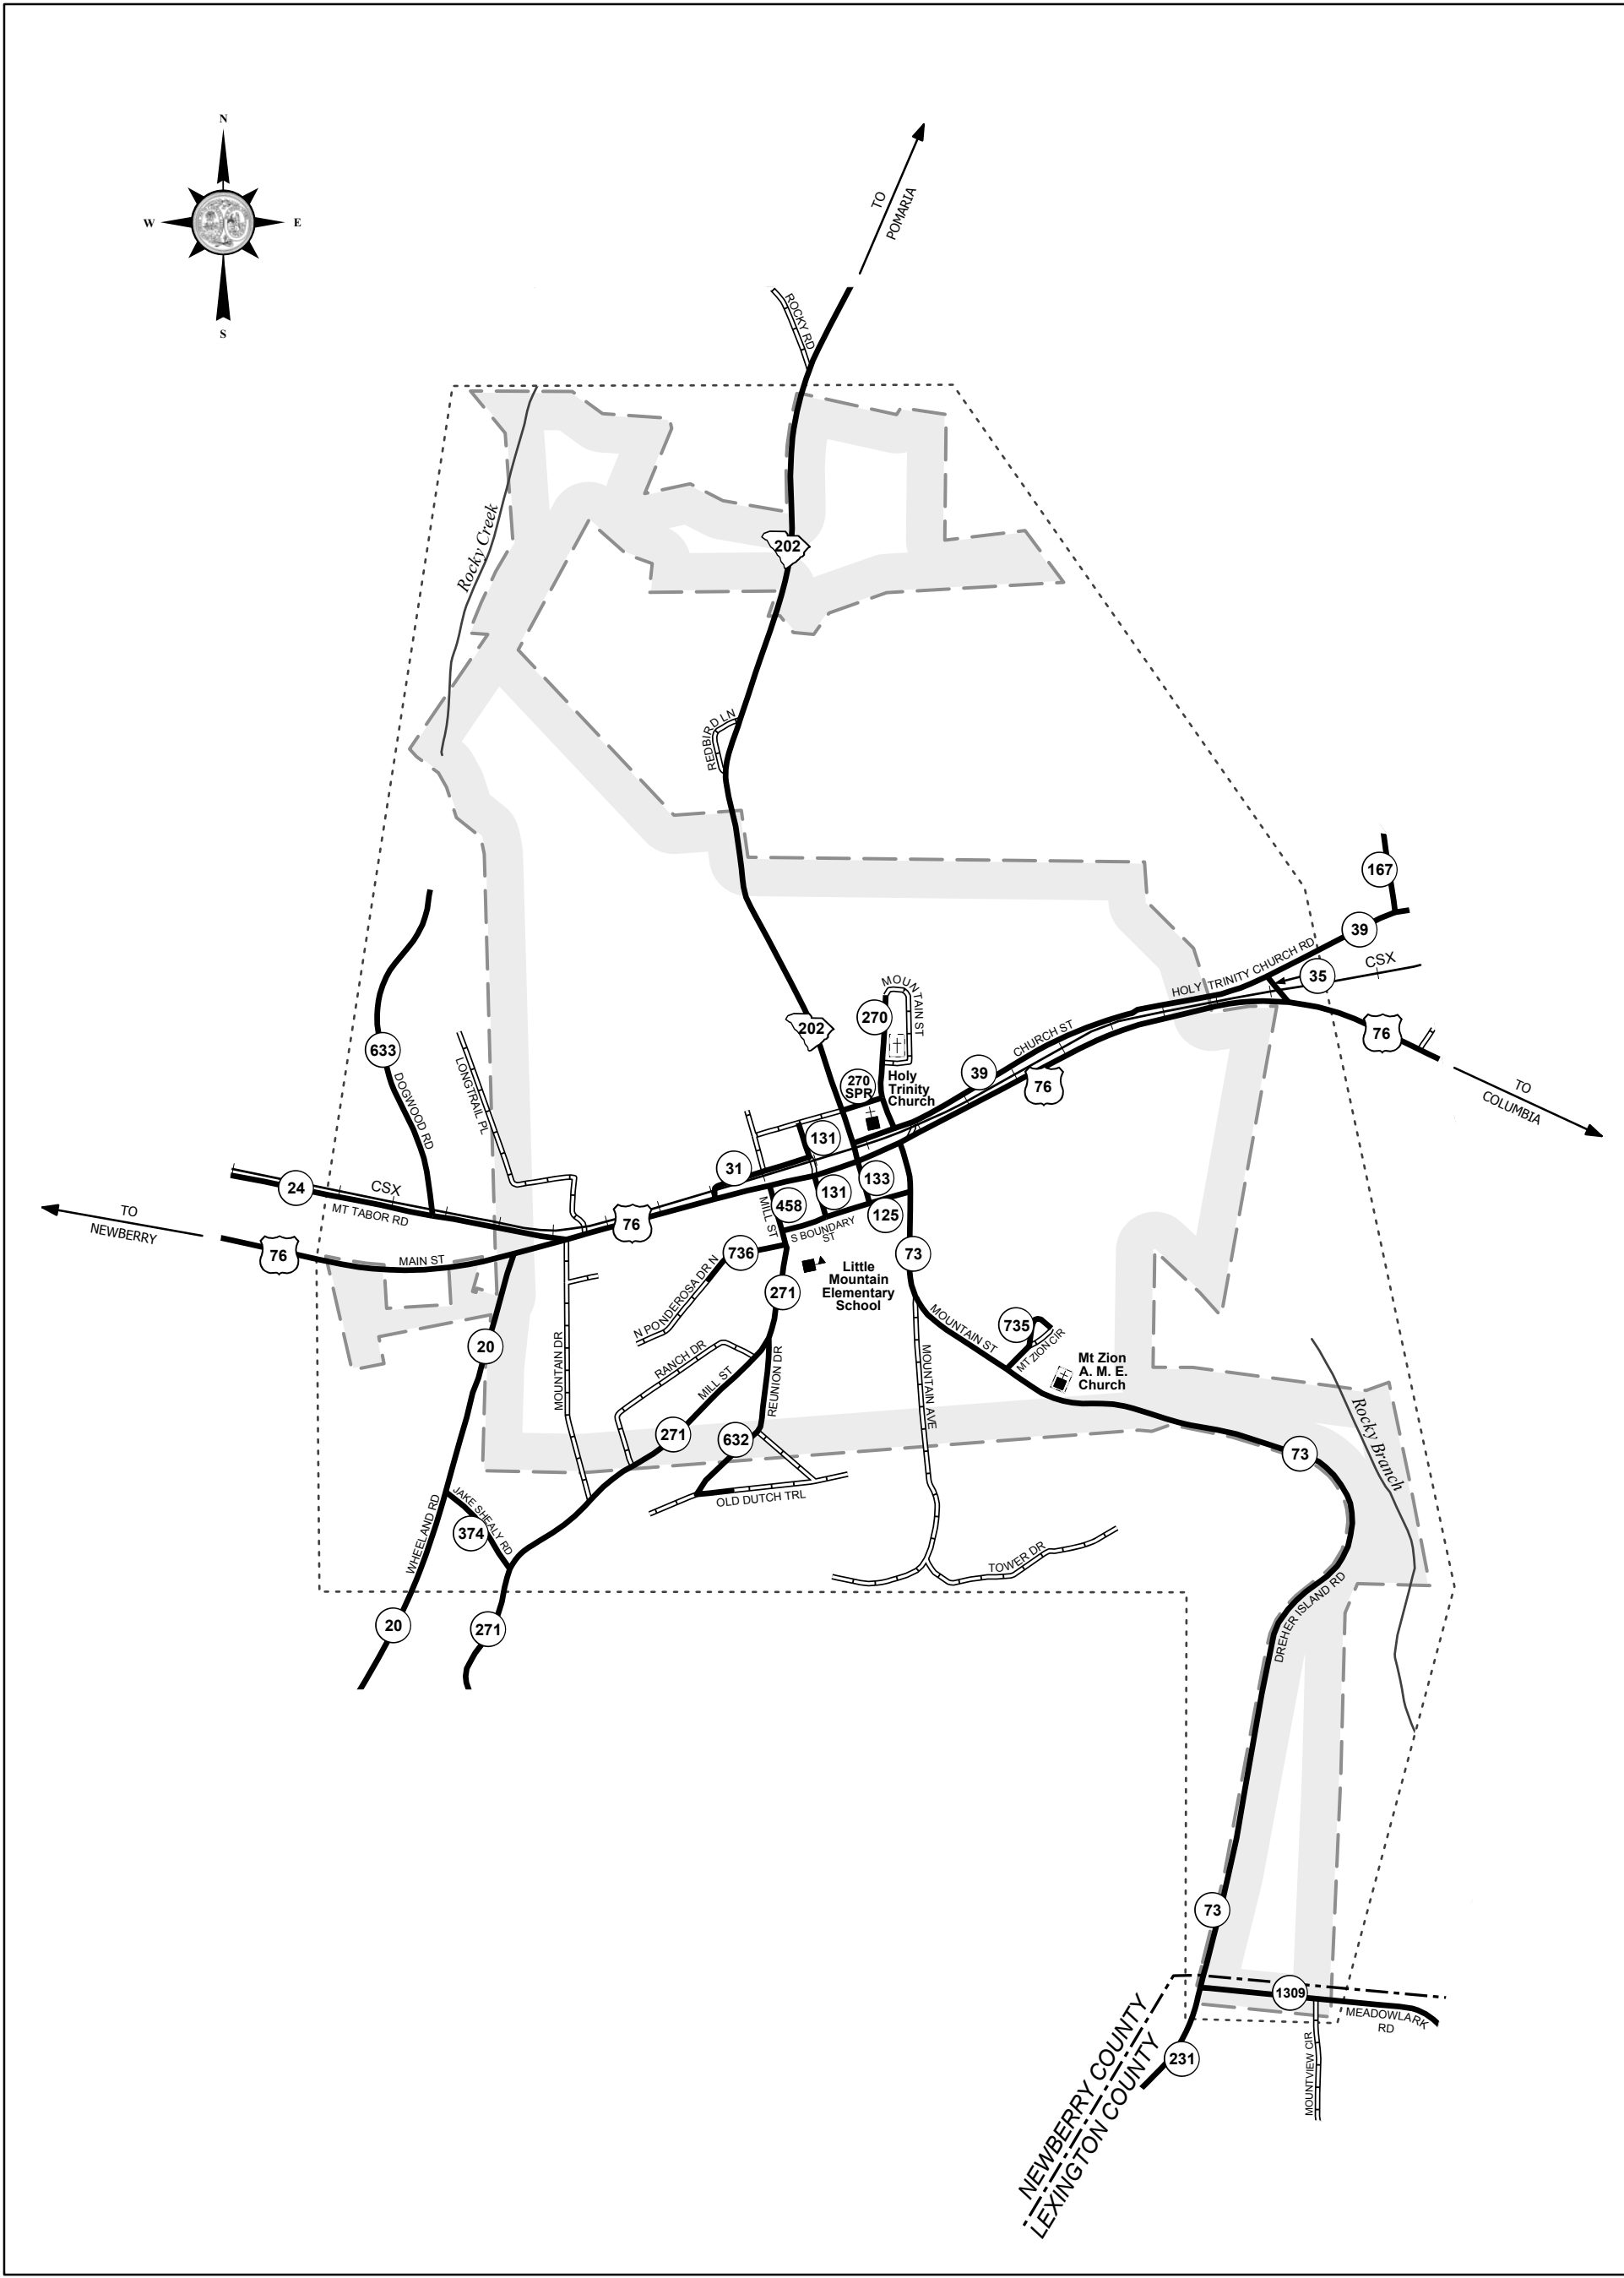 N
W
E
S
TO
POMARIA
ROCKY RD
Rocky Creek
202
REDBIRD LN
167
39
HOLY TRINITY CHURCH RD
CSX
35
76
TO
COLUMBIA
MOUNTAIN ST
270
202
CHURCH ST
39
76
270
SPR
Holy
Trinity
Church
633
DOGWOOD RD
LONGTRAIL PL
131
31
133
131
458
125
MILL ST
S BOUNDARY
ST
24
CSX
MT TABOR RD
TO
NEWBERRY
76
MAIN ST
76
736
N PONDEROSA DR N
Little
Mountain
Elementary
School
271
73
MOUNTAIN ST
735
MT ZION CIR
Mt Zion
A. M. E.
Church
20
MOUNTAIN DR
RANCH DR
MILL ST
REUNION DR
MOUNTAIN AVE
271
632
OLD DUTCH TRL
73
Rocky Branch
JAKE SHEALY RD
374
WHEELAND RD
TOWER DR
DREHER ISLAND RD
20
271
73
1309
MEADOWLARK
RD
MOUNTVIEW CIR
231
NEWBERRY COUNTY
LEXINGTON COUNTY